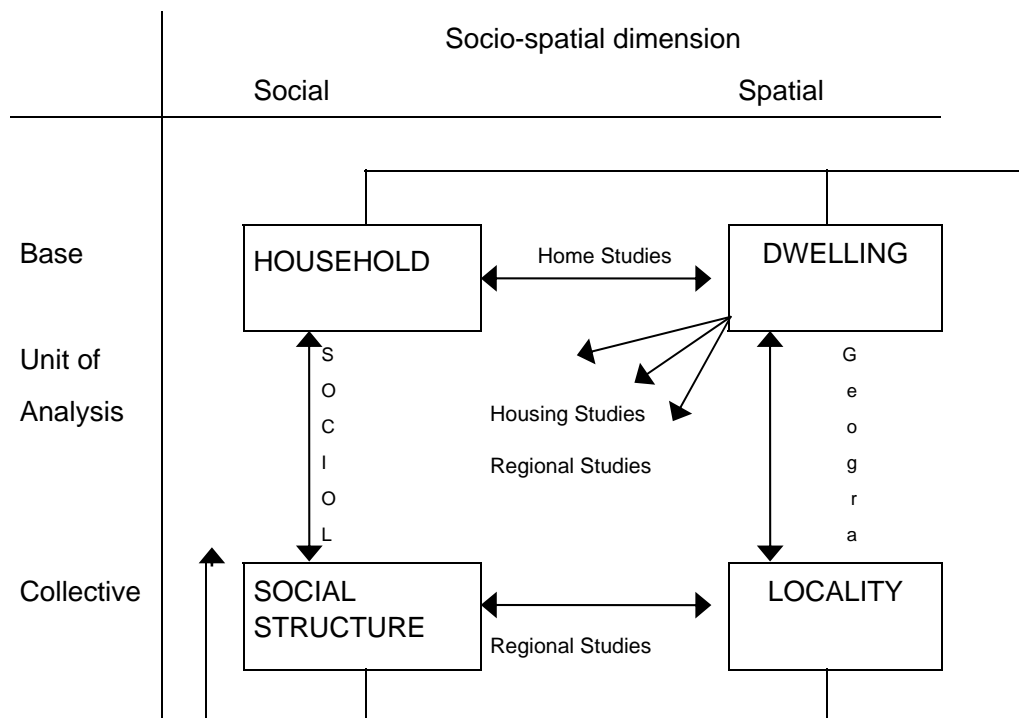 Socio-spatial dimension
Social Spatial
Base
HOUSEHOLD
Home Studies
DWELLING
Unit of
Analysis
S
O
C
I
O
L
Housing Studies
Regional Studies
G
e
o
g
r
a
Collective
SOCIAL
STRUCTURE
Regional Studies
LOCALITY